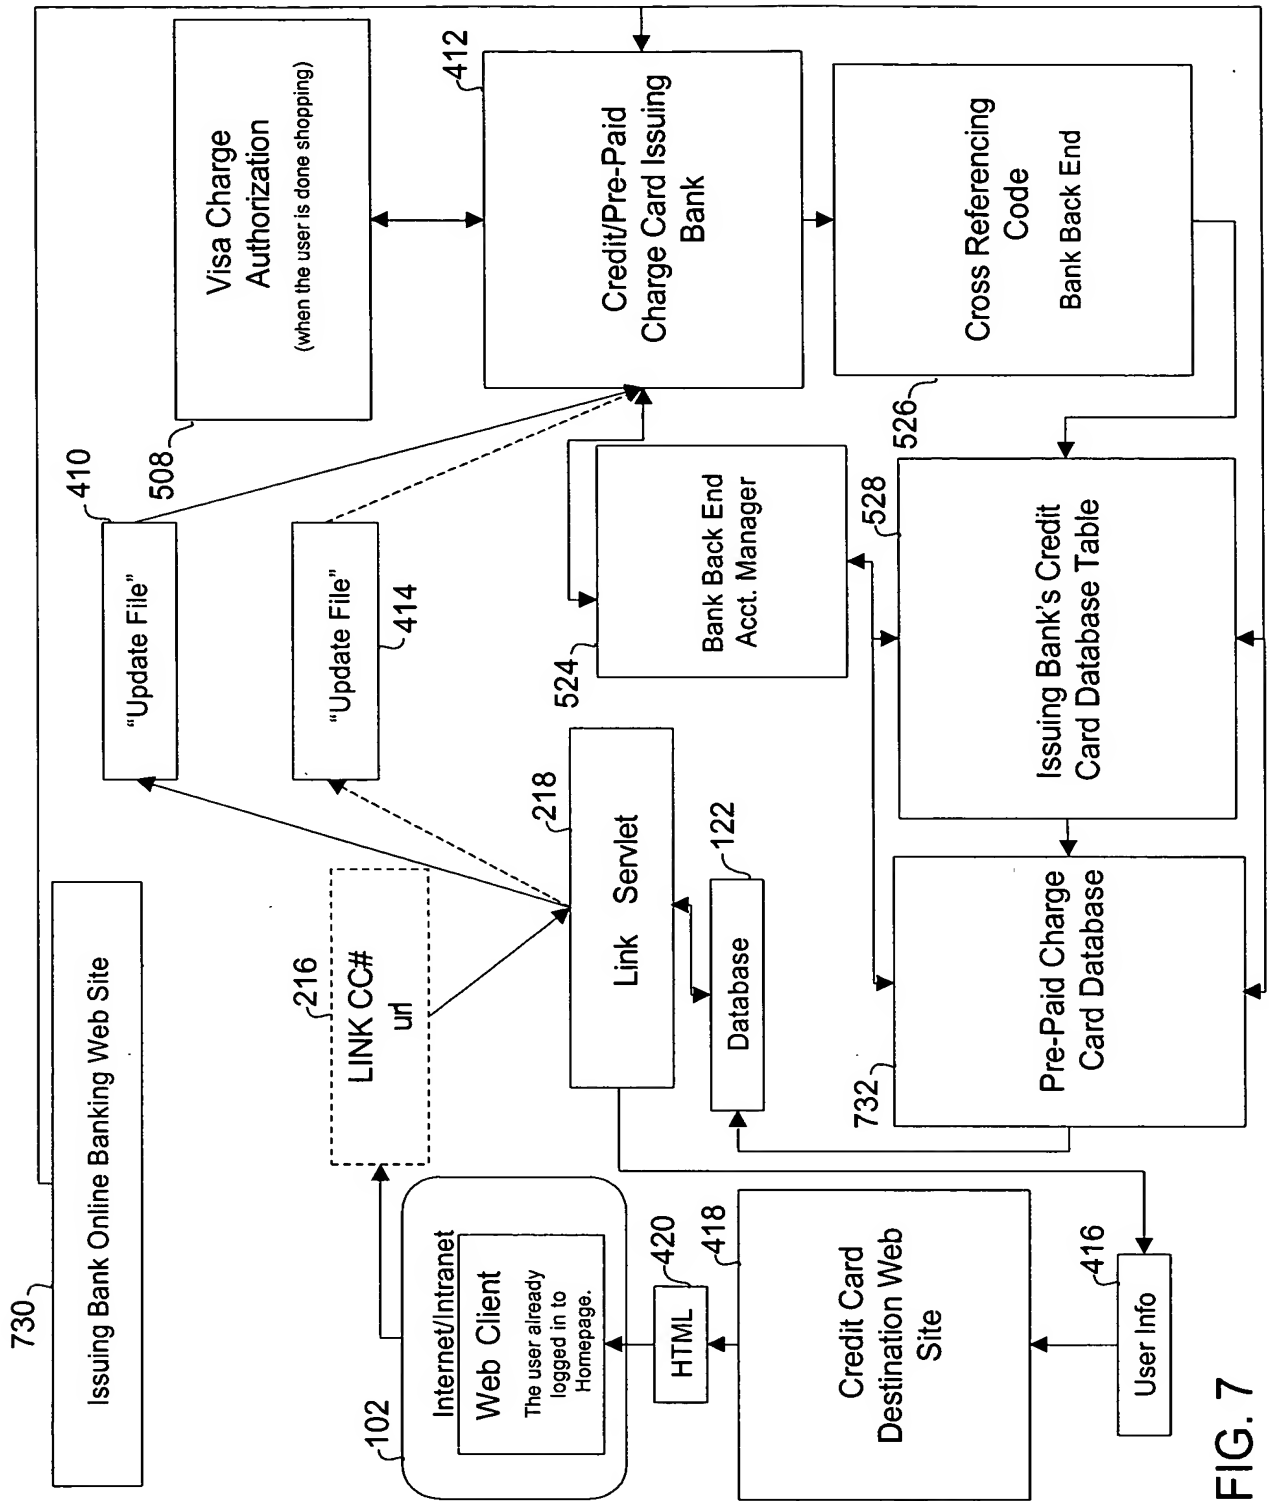 730
Issuing Bank Online Banking Web Site
102
Internet/Intranet
Web Client
The user already
logged in to
Homepage.
216
LINK CC#
url
410
"Update File"
"Update File"
414
508
Visa Charge
Authorization
(when the user is done shopping)
412
Credit/Pre-Paid
Charge Card Issuing
Bank
218
Link Servlet
122
Database
524
Bank Back End
Acct. Manager
420
HTML
418
Credit Card
Destination Web
Site
416
User Info
732
Pre-Paid Charge
Card Database
528
Issuing Bank's Credit
Card Database Table
526
Cross Referencing
Code
Bank Back End
FIG. 7